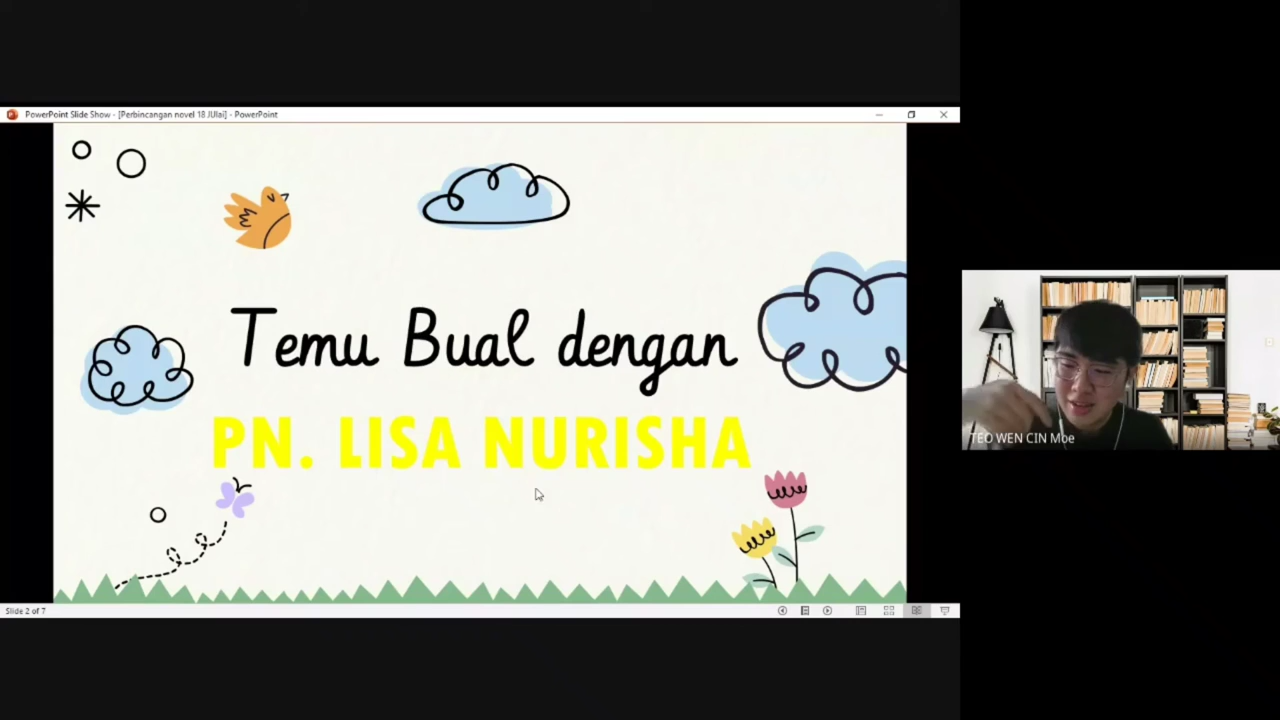 PowerPoint Slide Show - [Perbincangan novel 18 JUlai] - PowerPoint
Temu Bual dengan
PN. LISA NURISHA
TEO WEN CIN Moe
Slide 2 of 7